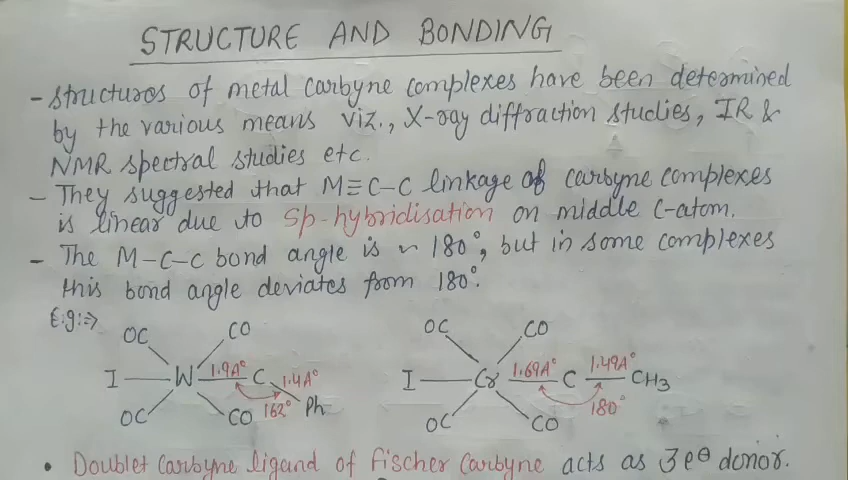 STRUCTURE AND BONDING
- structures of metal carbyne complexes have been determined
by the various means viz., X-ray diffraction studies, IR &
NMR spectral studies etc.
- They suggested that M≡C-C linkage of carbyne complexes
is linear due to Sp-hybridisation on middle C-atom.
- The M-C-C bond angle is ~ 180°, but in some complexes
this bond angle deviates from 180°.
E.g:⇒
OC CO OC CO
I W 1.9A° C 1.4A° Ph I Cr 1.69A° C 1.49A° CH3
OC CO 162° OC CO 180°
• Doublet Carbyne ligand of fischer Carbyne acts as 3e⊖ donor.